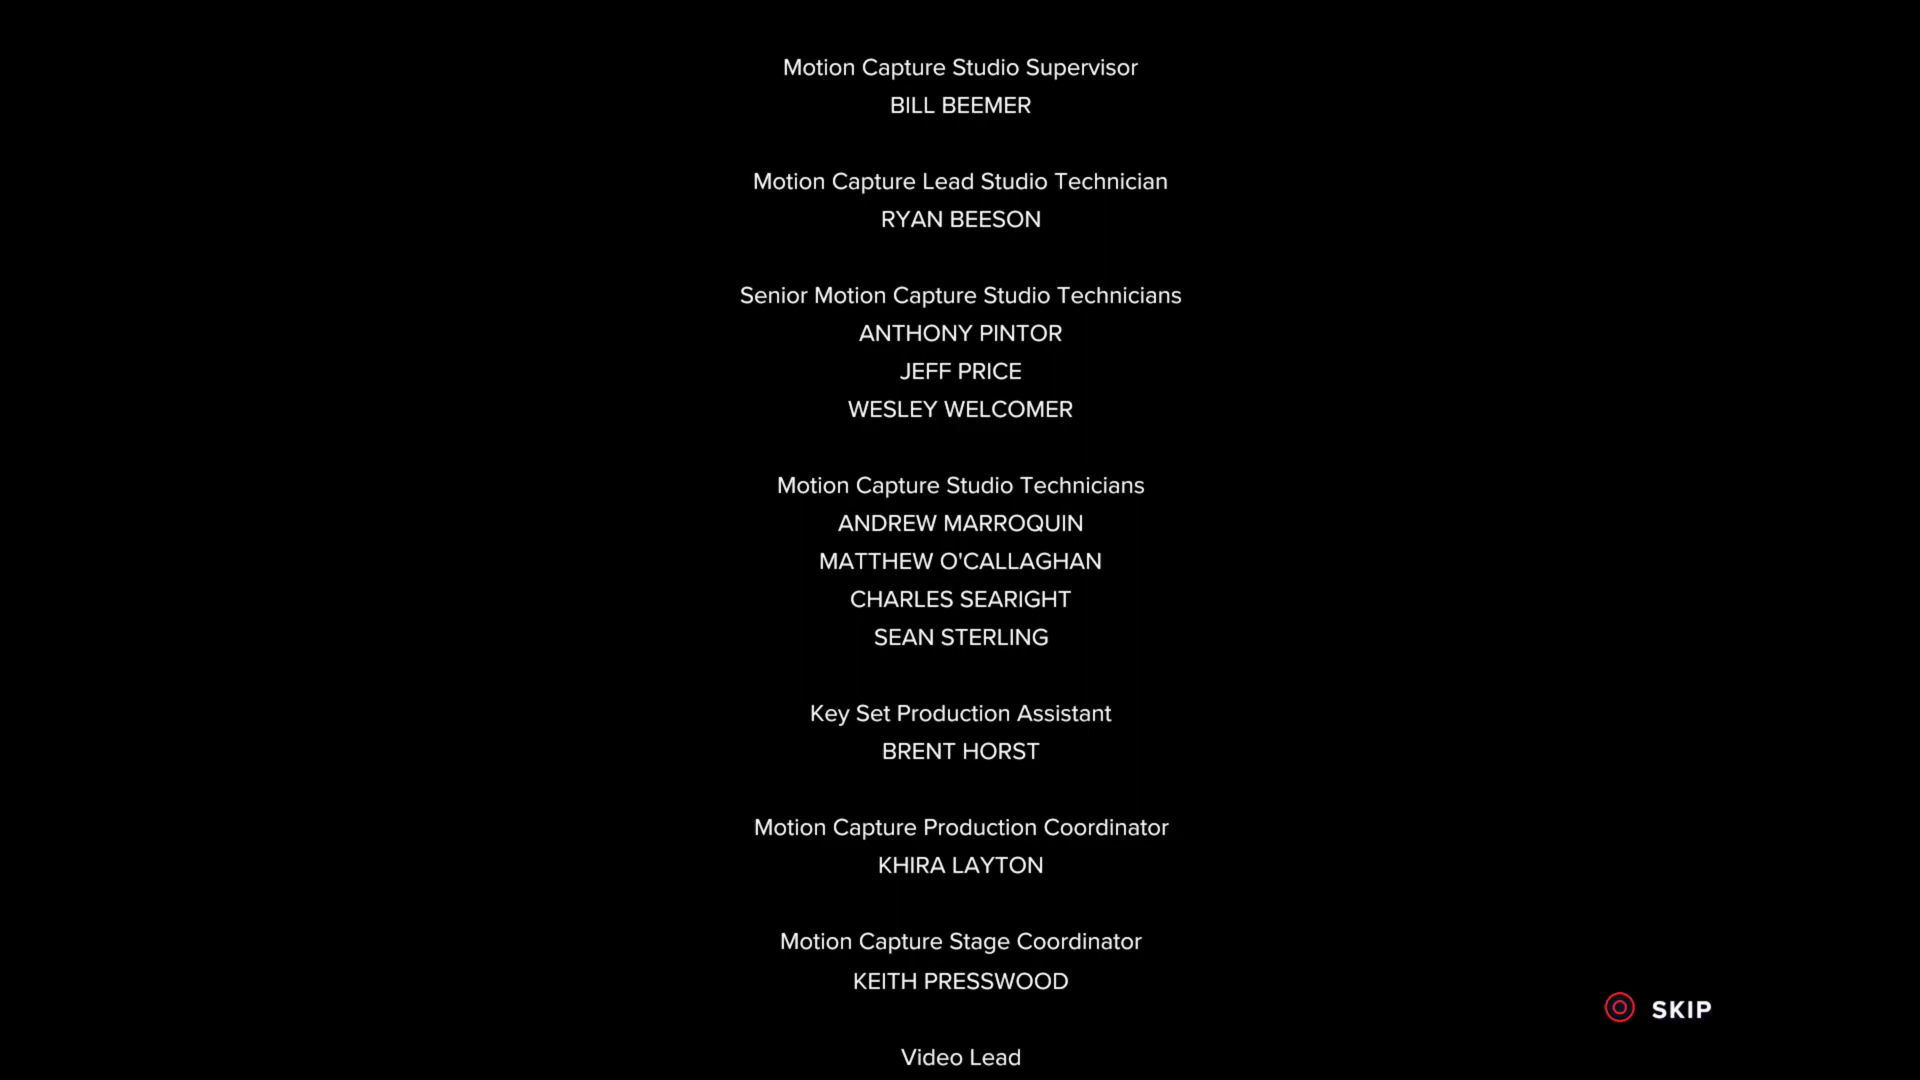 Motion Capture Studio Supervisor
BILL BEEMER
Motion Capture Lead Studio Technician
RYAN BEESON
Senior Motion Capture Studio Technicians
ANTHONY PINTOR
JEFF PRICE
WESLEY WELCOMER
Motion Capture Studio Technicians
ANDREW MARROQUIN
MATTHEW O'CALLAGHAN
CHARLES SEARIGHT
SEAN STERLING
Key Set Production Assistant
BRENT HORST
Motion Capture Production Coordinator
KHIRA LAYTON
Motion Capture Stage Coordinator
KEITH PRESSWOOD
SKIP
Video Lead